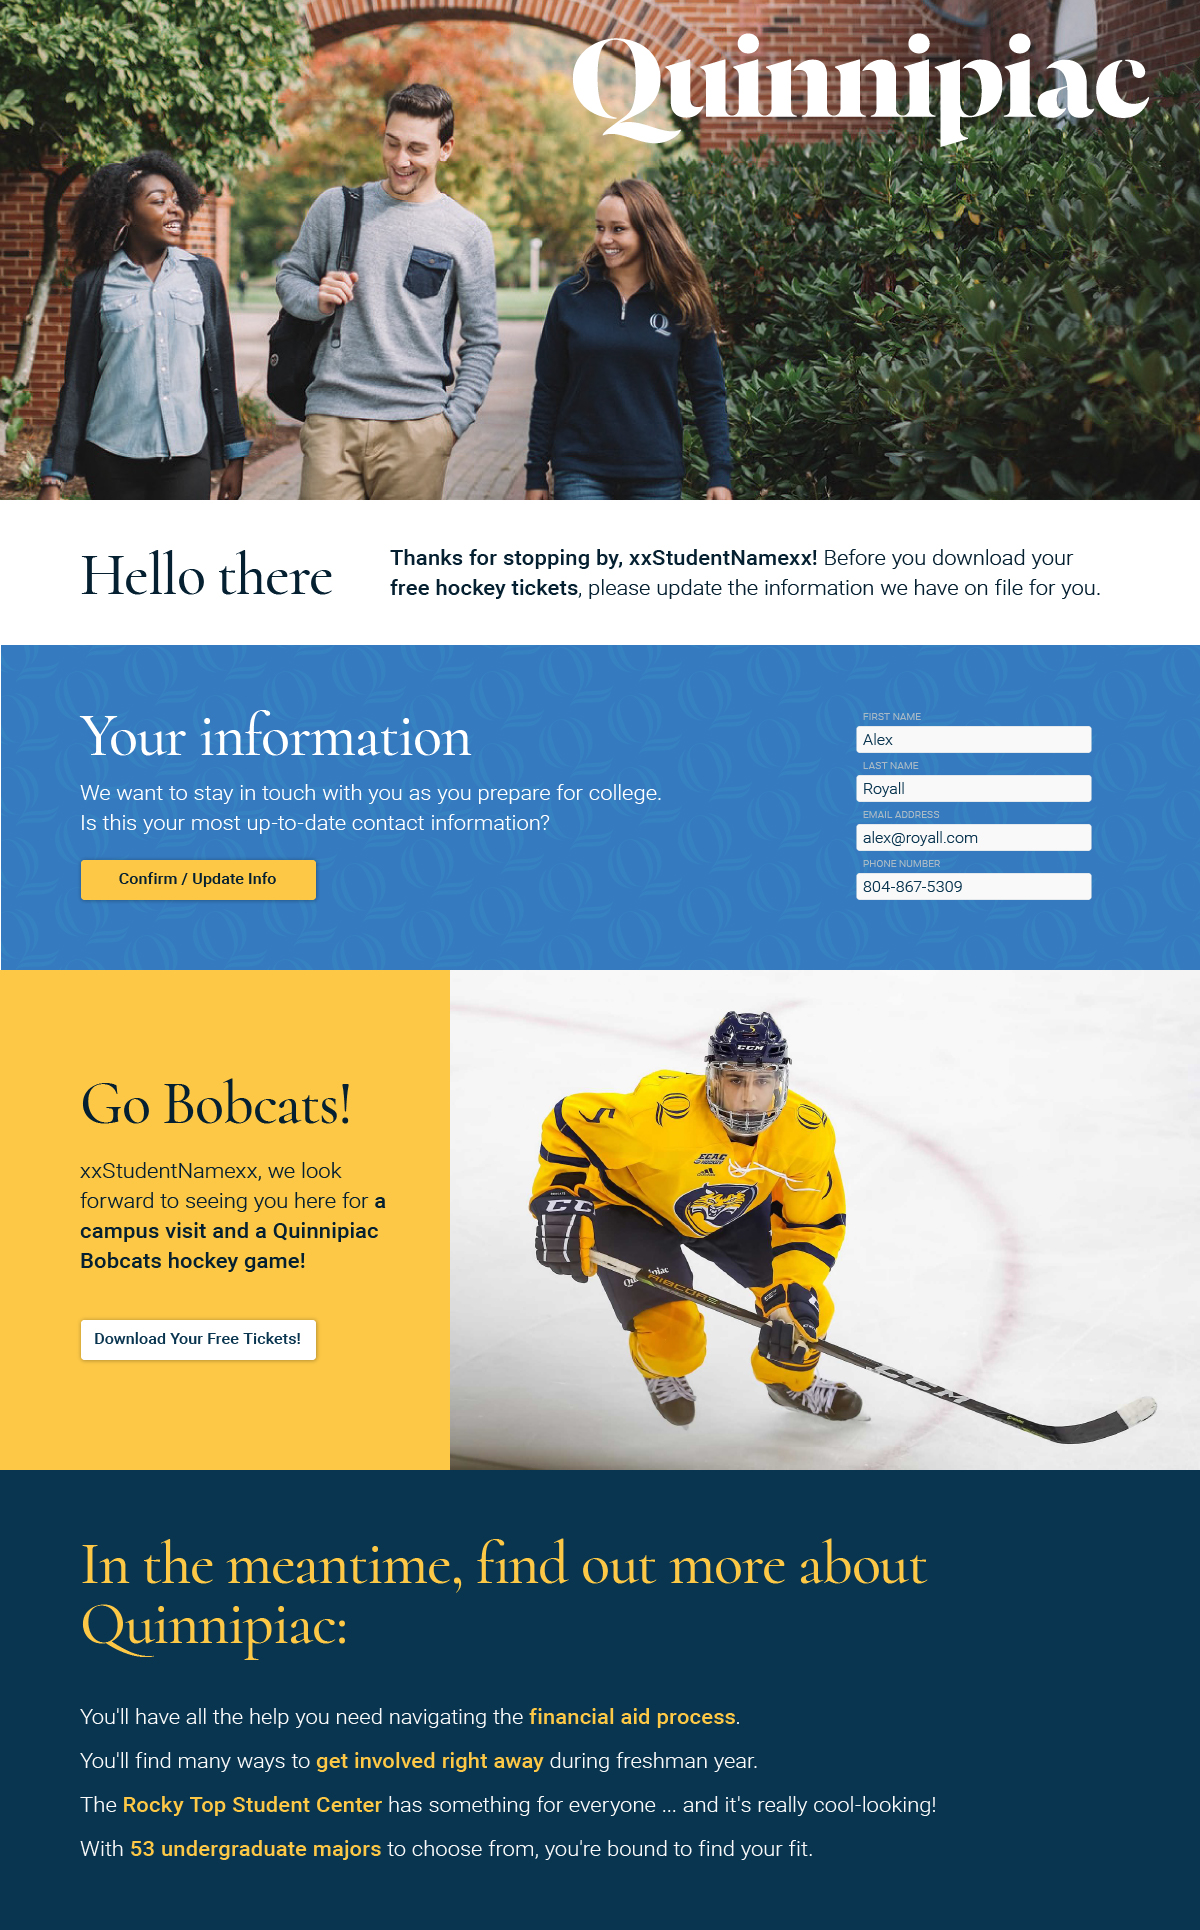 Quinnipiac
Q
Hello there
Thanks for stopping by, xxStudentNamexx! Before you download your
free hockey tickets, please update the information we have on file for you.
Your information
We want to stay in touch with you as you prepare for college.
Is this your most up-to-date contact information?
Confirm / Update Info
FIRST NAME
Alex
LAST NAME
Royall
EMAIL ADDRESS
alex@royall.com
PHONE NUMBER
804-867-5309
Go Bobcats!
xxStudentNamexx, we look
forward to seeing you here for a
campus visit and a Quinnipiac
Bobcats hockey game!
Download Your Free Tickets!
5
CCM
5
Q
Q
ECAC
HOCKEY
CC
RIBCORE
CCM
In the meantime, find out more about
Quinnipiac:
You'll have all the help you need navigating the financial aid process.
You'll find many ways to get involved right away during freshman year.
The Rocky Top Student Center has something for everyone ... and it's really cool-looking!
With 53 undergraduate majors to choose from, you're bound to find your fit.